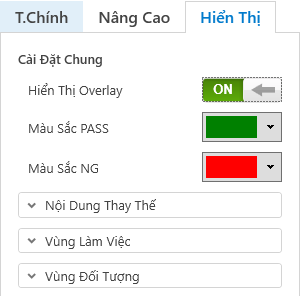 T.Chính Nâng Cao Hiển Thị
Cài Đặt Chung
Hiển Thị Overlay ON
Màu Sắc PASS
Màu Sắc NG
Nội Dung Thay Thế
Vùng Làm Việc
Vùng Đối Tượng